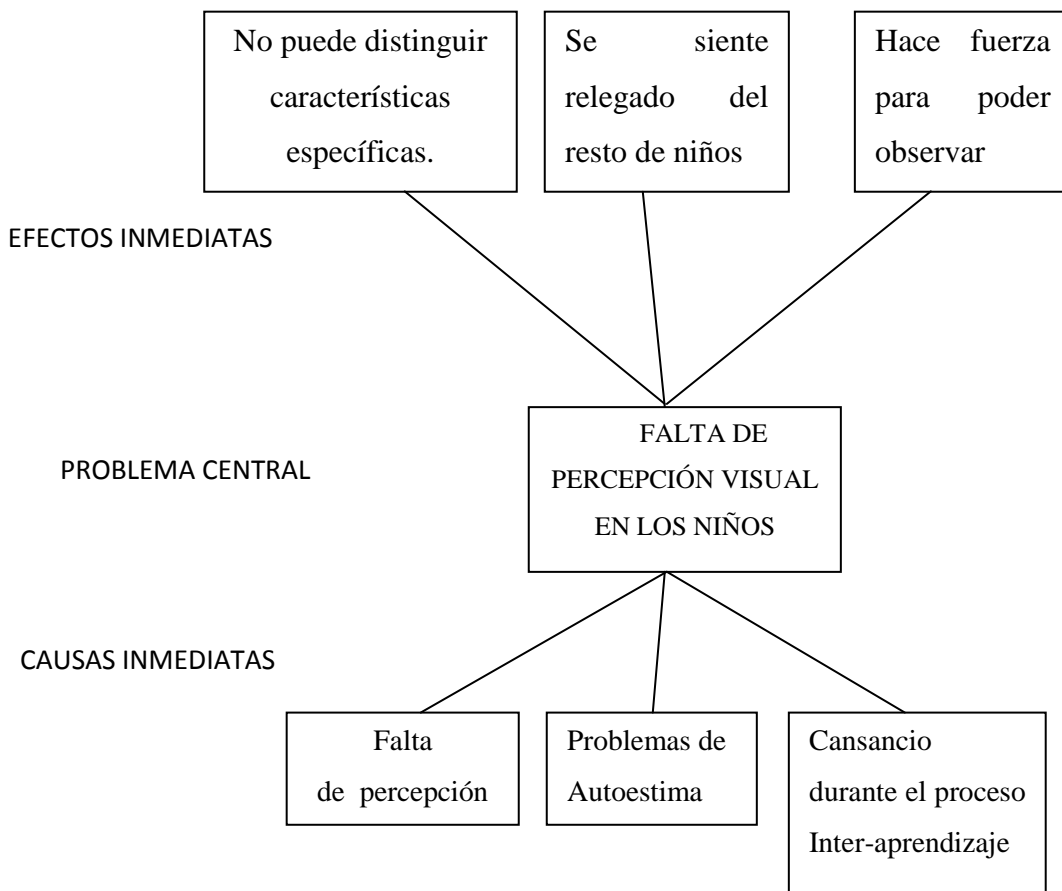 No puede distinguir
características
específicas.
Se siente
relegado del
resto de niños
Hace fuerza
para poder
observar
EFECTOS INMEDIATAS
PROBLEMA CENTRAL
FALTA DE
PERCEPCIÓN VISUAL
EN LOS NIÑOS
CAUSAS INMEDIATAS
Falta
de percepción
Problemas de
Autoestima
Cansancio
durante el proceso
Inter-aprendizaje